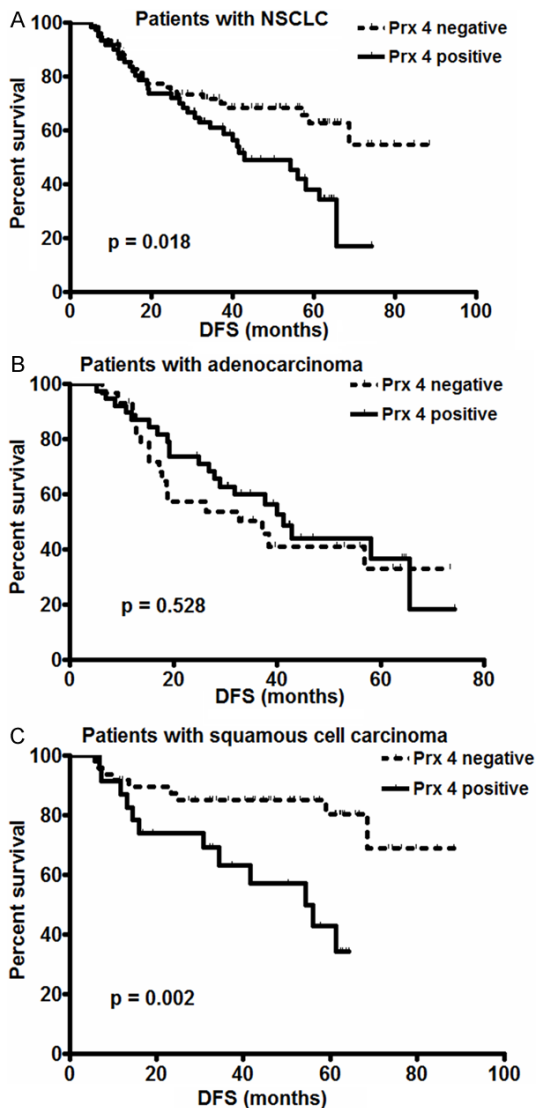 A
Patients with NSCLC
Prx 4 negative
Prx 4 positive
Percent survival
100
80
60
40
20
0
p = 0.018
0 20 40 60 80 100
DFS (months)
B
Patients with adenocarcinoma
Prx 4 negative
Prx 4 positive
Percent survival
100
80
60
40
20
0
p = 0.528
0 20 40 60 80
DFS (months)
C
Patients with squamous cell carcinoma
Prx 4 negative
Prx 4 positive
Percent survival
100
80
60
40
20
0
p = 0.002
0 20 40 60 80 100
DFS (months)